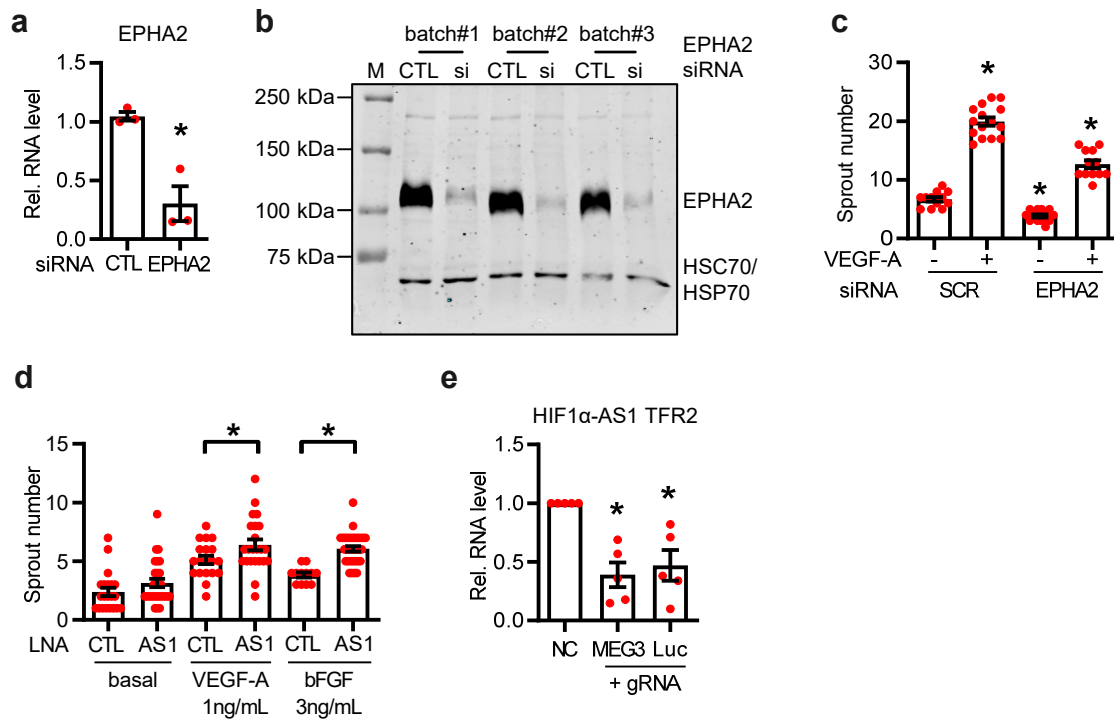 a
EPHA2
Rel. RNA level
1.5
1.0
0.5
0.0
*
siRNA CTL EPHA2
b
batch#1 batch#2 batch#3 EPHA2
M CTL si CTL si CTL si siRNA
250 kDa
150 kDa
100 kDa
75 kDa
EPHA2
HSC70/
HSP70
c
Sprout number
30
20
10
0
*
*
*
VEGF-A - + - +
siRNA SCR EPHA2
d
Sprout number
15
10
5
0
* *
LNA CTL AS1 CTL AS1 CTL AS1
basal VEGF-A bFGF
1ng/mL 3ng/mL
e
HIF1α-AS1 TFR2
Rel. RNA level
1.5
1.0
0.5
0.0
* *
NC MEG3 Luc
+ gRNA